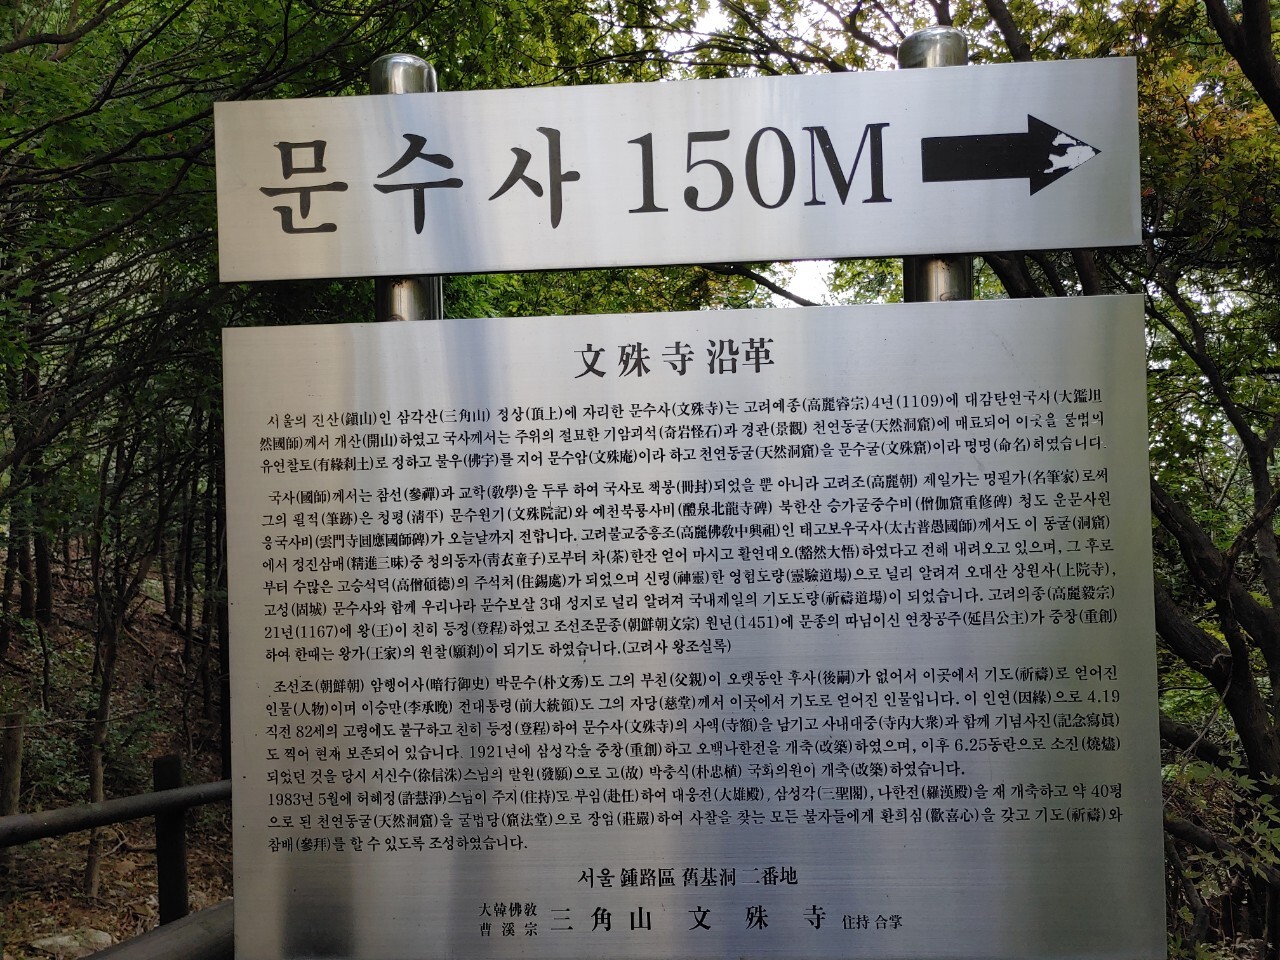 문수사 150M
文殊寺沿革
서울의 진산(鎭山)인 삼각산(三角山) 정상(頂上)에 자리한 문수사(文殊寺)는 고려예종(高麗睿宗)4년(1109)에 대감탄연국사(大鑑坦
然國師)께서 개산(開山)하였고 국사께서는 주위의 절묘한 기암괴석(奇岩怪石)과 경관(景觀) 천연동굴(天然洞窟)에 매료되어 이곳을 불법의
유연찰토(有緣刹土)로 정하고 불우(佛宇)를 지어 문수암(文殊庵)이라 하고 천연동굴(天然洞窟)을 문수굴(文殊窟)이라 명명(命名)하였습니다.
국사(國師)께서는 참선(參禪)과 교학(敎學)을 두루 하여 국사로 책봉(冊封)되었을 뿐 아니라 고려조(高麗朝) 제일가는 명필가(名筆家)로써
그의 필적(筆跡)은 청평(淸平) 문수원기(文殊院記)와 예천북룡사비(醴泉北龍寺碑) 북한산 승가굴중수비(僧伽窟重修碑) 청도 운문사원
응국사비(雲門寺圓應國師碑)가 오늘날까지 전합니다. 고려불교중흥조(高麗佛敎中興祖)인 태고보우국사(太古普愚國師)께서도 이 동굴(洞窟)
에서 정진삼매(精進三昧)중 청의동자(靑衣童子)로부터 차(茶)한잔 얻어 마시고 활연대오(豁然大悟)하였다고 전해 내려오고 있으며, 그 후로
부터 수많은 고승석덕(高僧碩德)의 주석처(住錫處)가 되었으며 신령(神靈)한 영험도량(靈驗道場)으로 널리 알려져 오대산 상원사(上院寺),
고성(固城) 문수사와 함께 우리나라 문수보살 3대 성지로 널리 알려져 국내제일의 기도도량(祈禱道場)이 되었습니다. 고려의종(高麗毅宗)
21년(1167)에 왕(王)이 친히 등정(登程)하였고 조선조문종(朝鮮朝文宗) 원년(1451)에 문종의 따님이신 연창공주(延昌公主)가 중창(重創)
하여 한때는 왕가(王家)의 원찰(願刹)이 되기도 하였습니다.(고려사 왕조실록)
조선조(朝鮮朝) 암행어사(暗行御史) 박문수(朴文秀)도 그의 부친(父親)이 오랫동안 후사(後嗣)가 없어서 이곳에서 기도(祈禱)로 얻어진
인물(人物)이며 이승만(李承晩) 전대통령(前大統領)도 그의 자당(慈堂)께서 이곳에서 기도로 얻어진 인물입니다. 이 인연(因緣)으로 4.19
직전 82세의 고령에도 불구하고 친히 등정(登程)하여 문수사(文殊寺)의 사액(寺額)을 남기고 사내대중(寺內大衆)과 함께 기념사진(記念寫眞)
도 찍어 현재 보존되어 있습니다. 1921년에 삼성각을 중창(重創)하고 오백나한전을 개축(改築)하였으며, 이후 6.25동란으로 소진(燒燼)
되었던 것을 당시 서신수(徐信洙)스님의 발원(發願)으로 고(故) 박충식(朴忠植) 국화의원이 개축(改築)하였습니다.
1983년 5월에 허혜정(許慧淨)스님이 주지(住持)로 부임(赴任)하여 대웅전(大雄殿), 삼성각(三聖閣), 나한전(羅漢殿)을 재 개축하고 약 40평
으로 된 천연동굴(天然洞窟)을 굴법당(窟法堂)으로 장엄(莊嚴)하여 사찰을 찾는 모든 불자들에게 환희심(歡喜心)을 갖고 기도(祈禱)와
참배(參拜)를 할 수 있도록 조성하였습니다.
서울 鍾路區 舊基洞 二番地
大韓佛敎
曹溪宗 三角山 文殊寺 住持 合掌